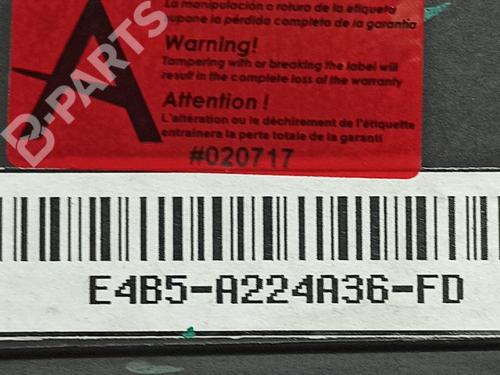 La manipulación o rotura de la etiqueta
supone la pérdida completa de la garantía
Warning!
Tampering with or breaking the label will
result in the complete loss of the warranty
Attention !
L'altération ou le déchirement de l'étiquette
entraînera la perte totale de la garanti
#020717
E4B5-A224A36-FD
B-PARTS